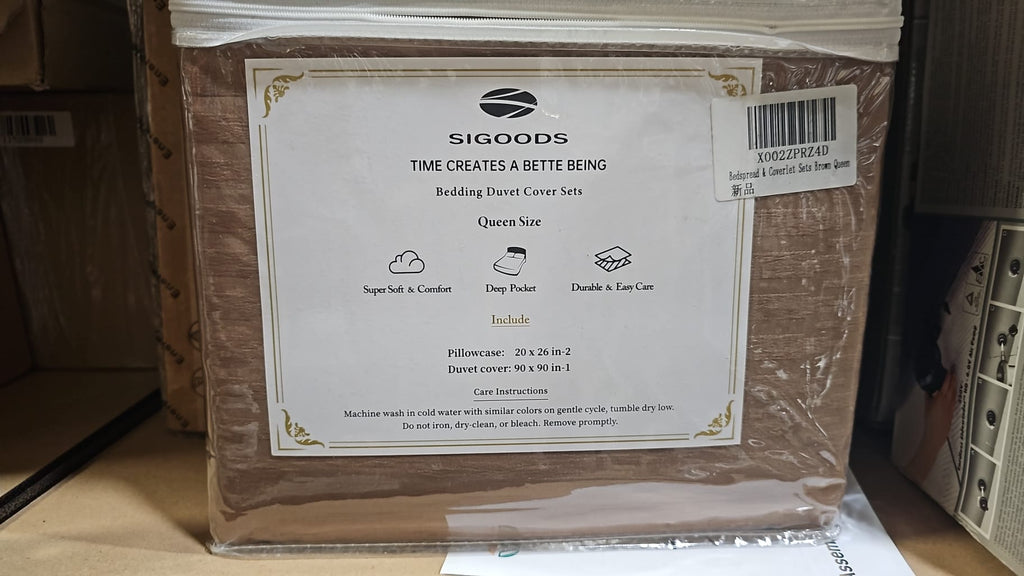 SIGOODS
TIME CREATES A BETTE BEING
Bedding Duvet Cover Sets
Queen Size
Super Soft & Comfort
Deep Pocket
Durable & Easy Care
Include
Pillowcase: 20 x 26 in-2
Duvet cover: 90 x 90 in-1
Care Instructions
Machine wash in cold water with similar colors on gentle cycle, tumble dry low.
Do not iron, dry-clean, or bleach. Remove promptly.
X002ZPRZ4D
Bedspread & Coverlet Sets Brown Queen
新品